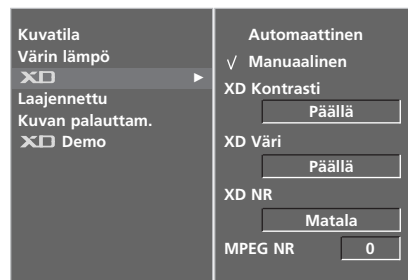 Kuvatila
Värin lämpö
XD
Laajennettu
Kuvan palauttam.
XD Demo
Automaattinen
√ Manuaalinen
XD Kontrasti
Päällä
XD Väri
Päällä
XD NR
Matala
MPEG NR 0